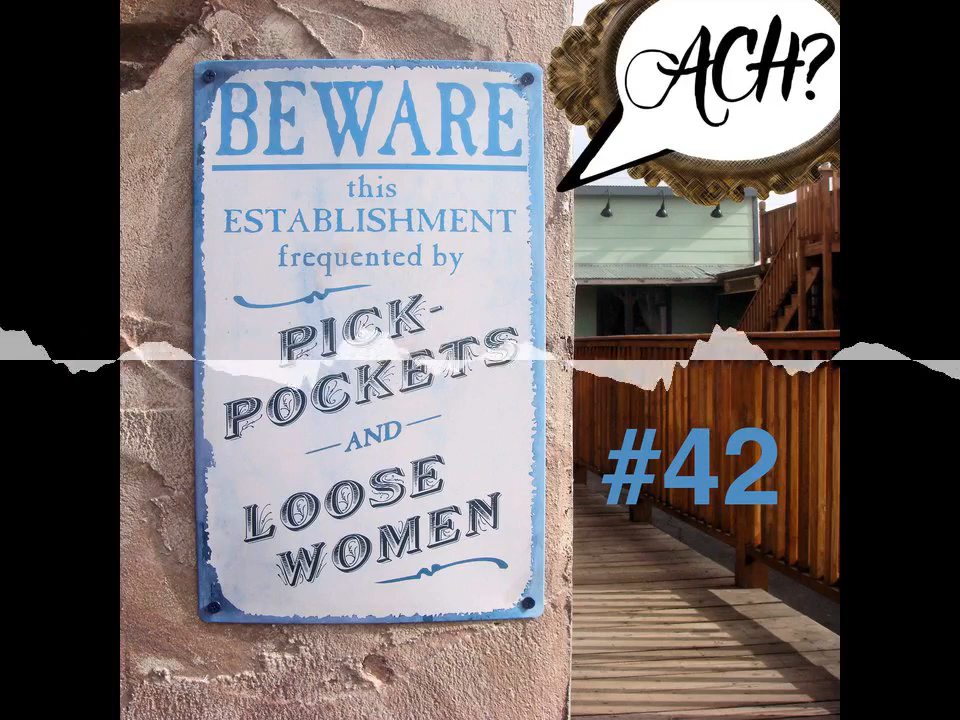 ACH?
BEWARE
this
ESTABLISHMENT
frequented by
PICK-
POCKETS
AND
LOOSE
WOMEN
#42